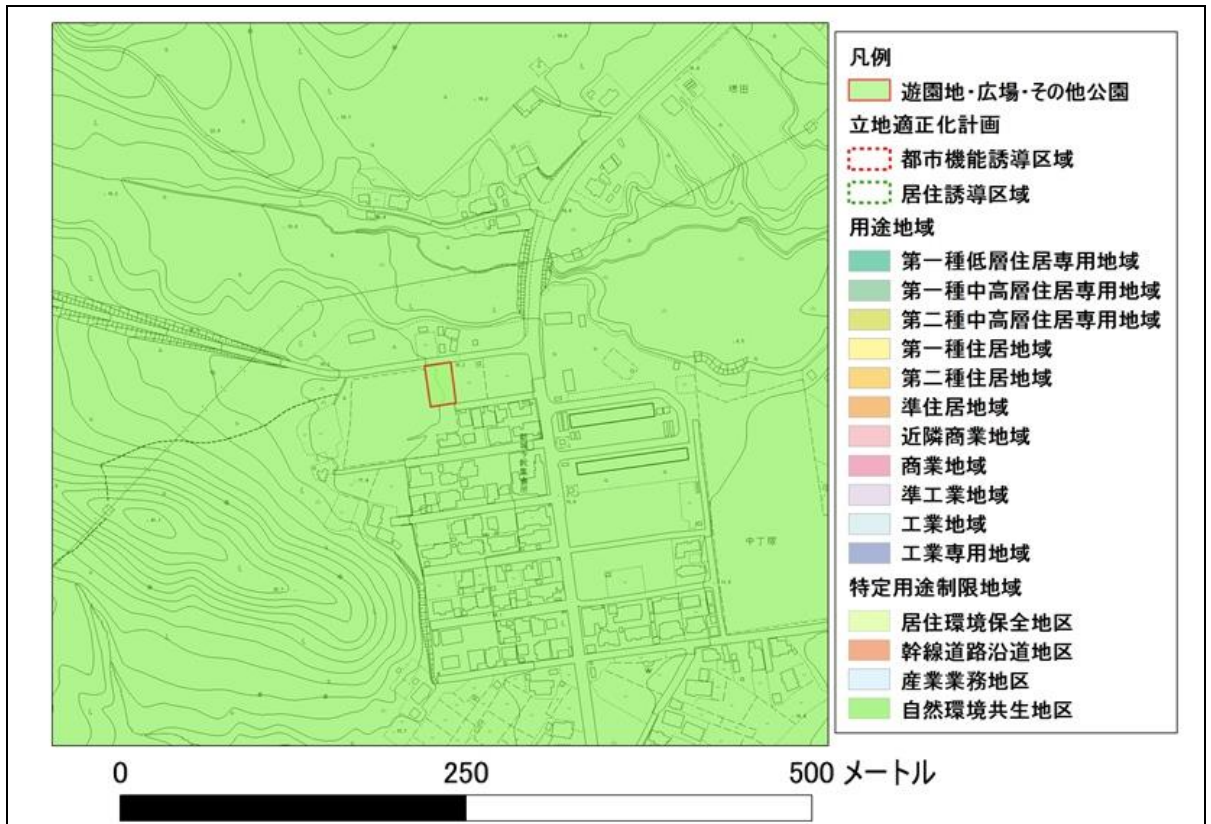 増田
中丁塚
凡例
遊園地・広場・その他公園
立地適正化計画
都市機能誘導区域
居住誘導区域
用途地域
第一種低層住居専用地域
第一種中高層住居専用地域
第二種中高層住居専用地域
第一種住居地域
第二種住居地域
準住居地域
近隣商業地域
商業地域
準工業地域
工業地域
工業専用地域
特定用途制限地域
居住環境保全地区
幹線道路沿道地区
産業業務地区
自然環境共生地区
0 250 500 メートル